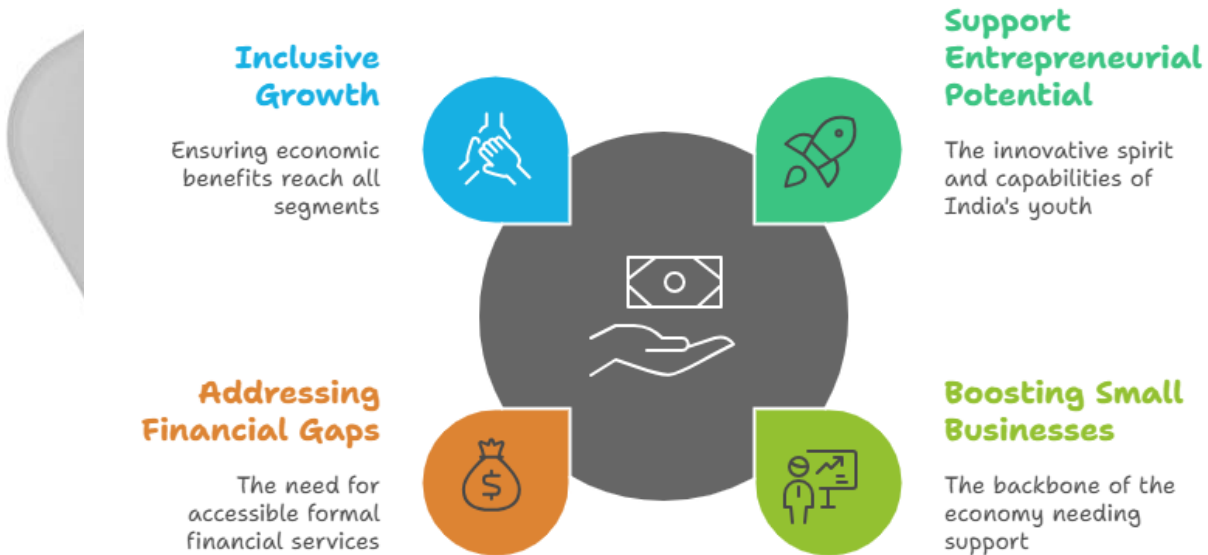 Inclusive
Growth
Ensuring economic
benefits reach all
segments
Support
Entrepreneurial
Potential
The innovative spirit
and capabilities of
India's youth
Addressing
Financial Gaps
The need for
accessible formal
financial services
Boosting Small
Businesses
The backbone of the
economy needing
support
$